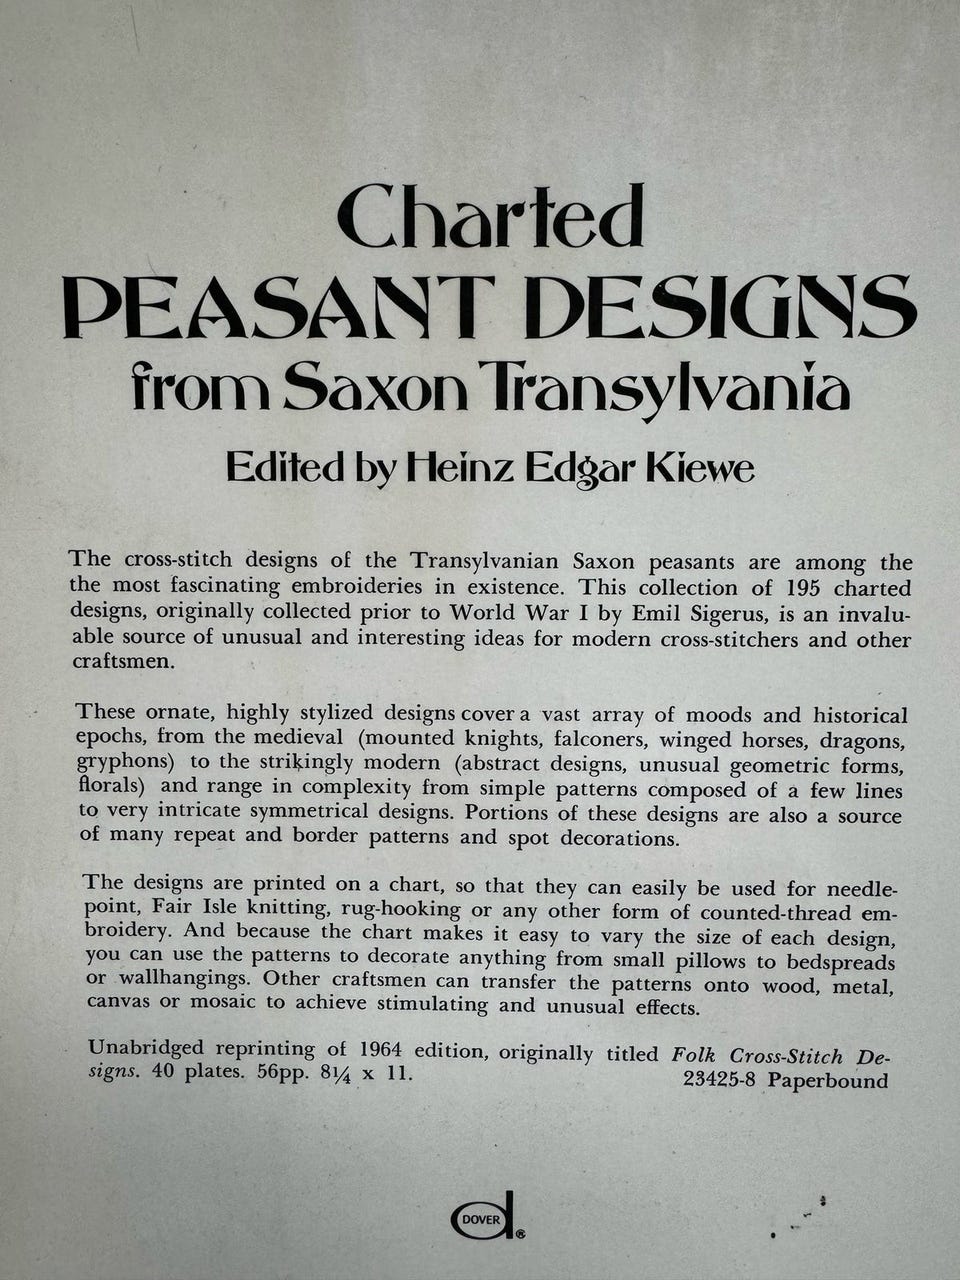 Charted
PEASANT DESIGNS
from Saxon Transylvania
Edited by Heinz Edgar Kiewe
The cross-stitch designs of the Transylvanian Saxon peasants are among the
the most fascinating embroideries in existence. This collection of 195 charted
designs, originally collected prior to World War I by Emil Sigerus, is an invalu-
able source of unusual and interesting ideas for modern cross-stitchers and other
craftsmen.
These ornate, highly stylized designs cover a vast array of moods and historical
epochs, from the medieval (mounted knights, falconers, winged horses, dragons,
gryphons) to the strikingly modern (abstract designs, unusual geometric forms,
florals) and range in complexity from simple patterns composed of a few lines
to very intricate symmetrical designs. Portions of these designs are also a source
of many repeat and border patterns and spot decorations.
The designs are printed on a chart, so that they can easily be used for needle-
point, Fair Isle knitting, rug-hooking or any other form of counted-thread em-
broidery. And because the chart makes it easy to vary the size of each design,
you can use the patterns to decorate anything from small pillows to bedspreads
or wallhangings. Other craftsmen can transfer the patterns onto wood, metal,
canvas or mosaic to achieve stimulating and unusual effects.
Unabridged reprinting of 1964 edition, originally titled Folk Cross-Stitch De-
signs. 40 plates. 56pp. 8¼ x 11. 23425-8 Paperbound
d DOVER ®